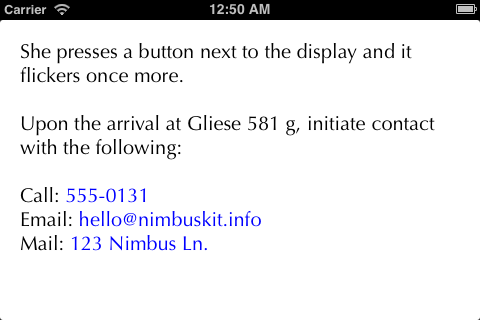 Carrier 12:50 AM
She presses a button next to the display and it
flickers once more.
Upon the arrival at Gliese 581 g, initiate contact
with the following:
Call: 555-0131
Email: hello@nimbuskit.info
Mail: 123 Nimbus Ln.